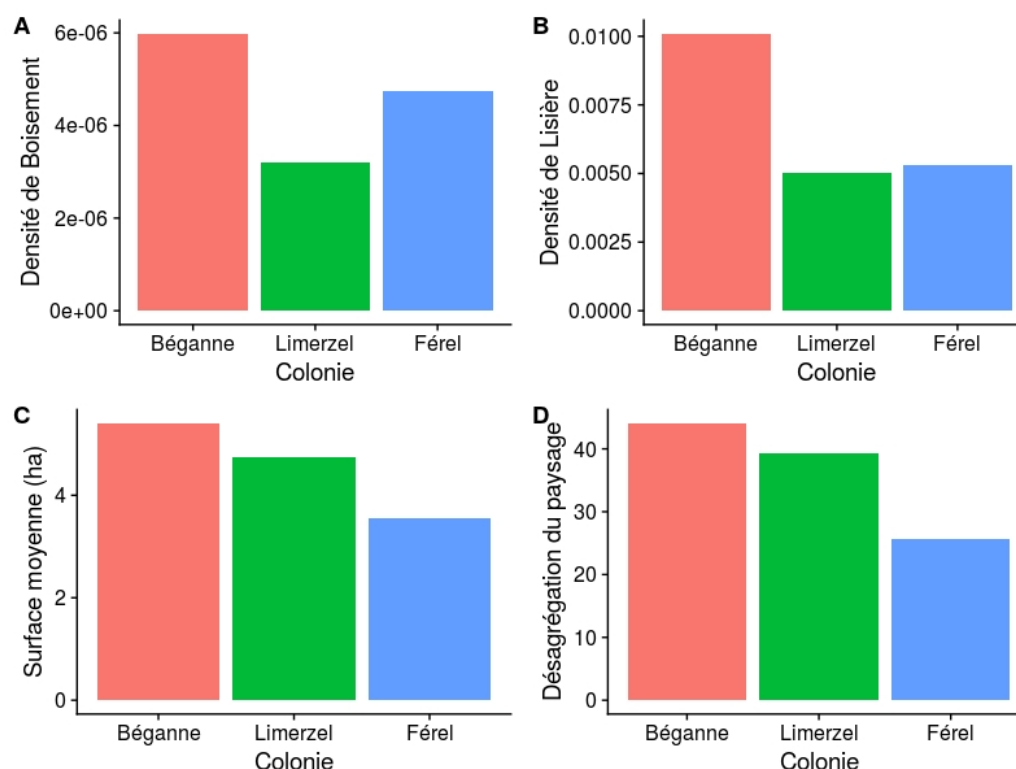 A
Densité de Boisement
6e-06
4e-06
2e-06
0e+00
Béganne Limerzel Férel
Colonie
B
Densité de Lisière
0.0100
0.0075
0.0050
0.0025
0.0000
Béganne Limerzel Férel
Colonie
C
Surface moyenne (ha)
4
2
0
Béganne Limerzel Férel
Colonie
D
Désagrégation du paysage
40
30
20
10
0
Béganne Limerzel Férel
Colonie